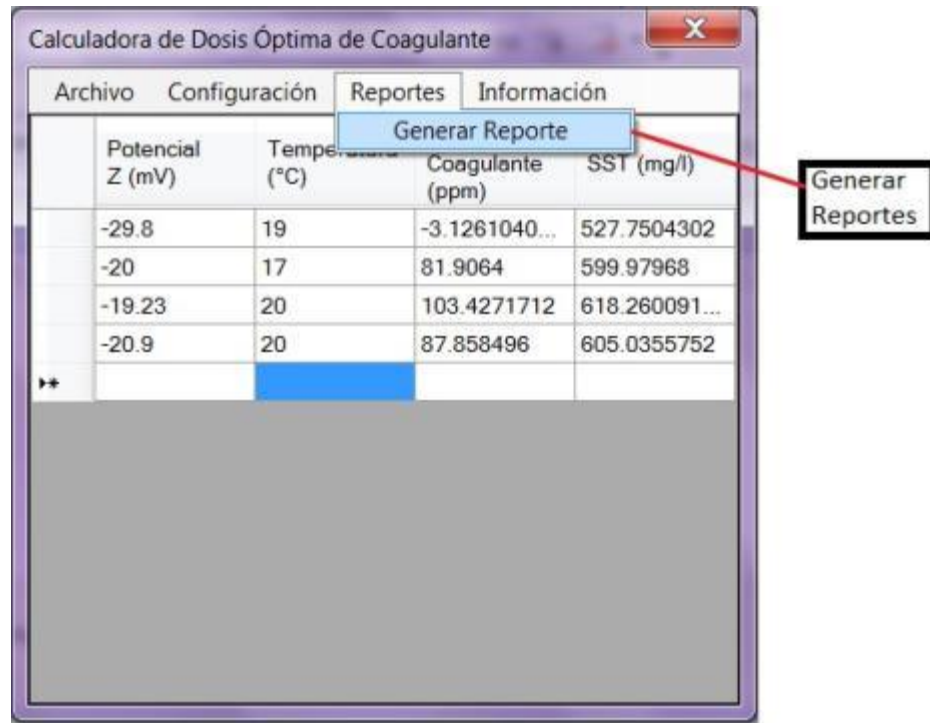 Calculadora de Dosis Óptima de Coagulante
Archivo Configuración Reportes Información
Generar Reporte
Potencial
Z (mV)
(°C)
Coagulante
(ppm)
SST (mg/l)
-29.8 19 -3.1261040... 527.7504302
-20 17 81.9064 599.97968
-19.23 20 103.4271712 618.260091...
-20.9 20 87.858496 605.0355752
Generar
Reportes